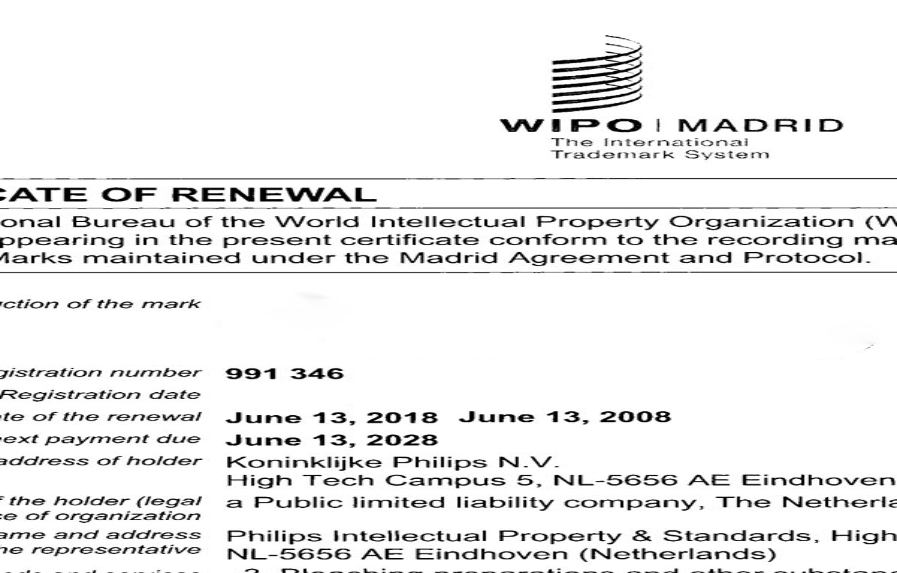 WIPO | MADRID
The International
Trademark System
CATE OF RENEWAL
onal Bureau of the World Intellectual Property Organization (W
ppearing in the present certificate conform to the recording ma
Marks maintained under the Madrid Agreement and Protocol.
ction of the mark
gistration number 991 346
Registration date
te of the renewal June 13, 2018 June 13, 2008
next payment due June 13, 2028
address of holder Koninklijke Philips N.V.
High Tech Campus 5, NL-5656 AE Eindhoven
f the holder (legal a Public limited liability company, The Netherla
ce of organization
ame and address Philips Intellectual Property & Standards, High
he representative NL-5656 AE Eindhoven (Netherlands)